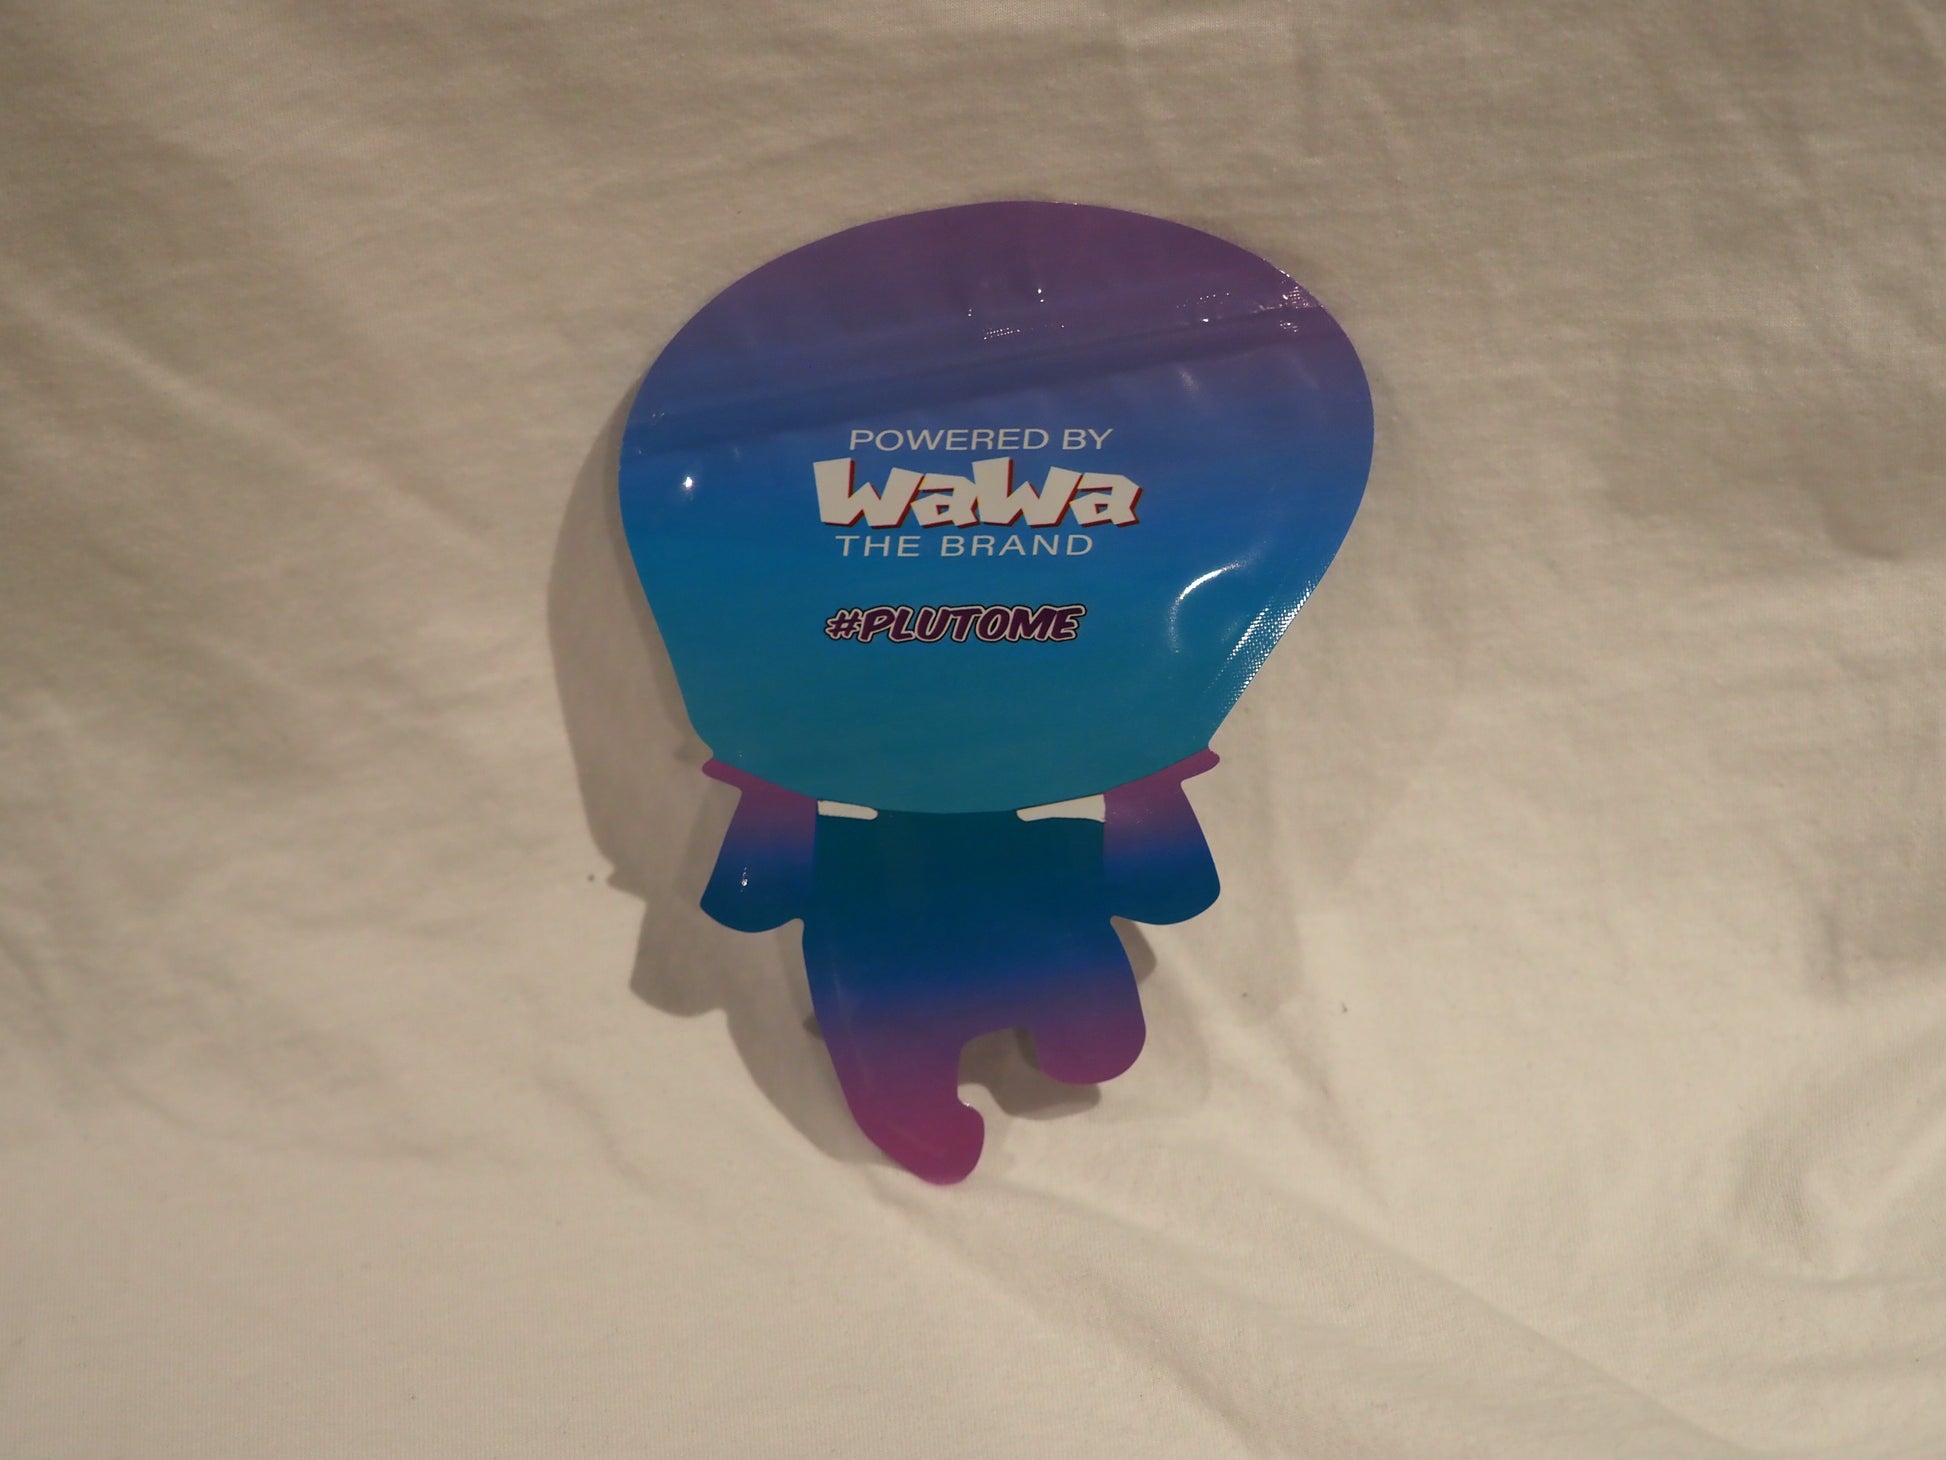 POWERED BY
WaWa
THE BRAND
#PLUTOME